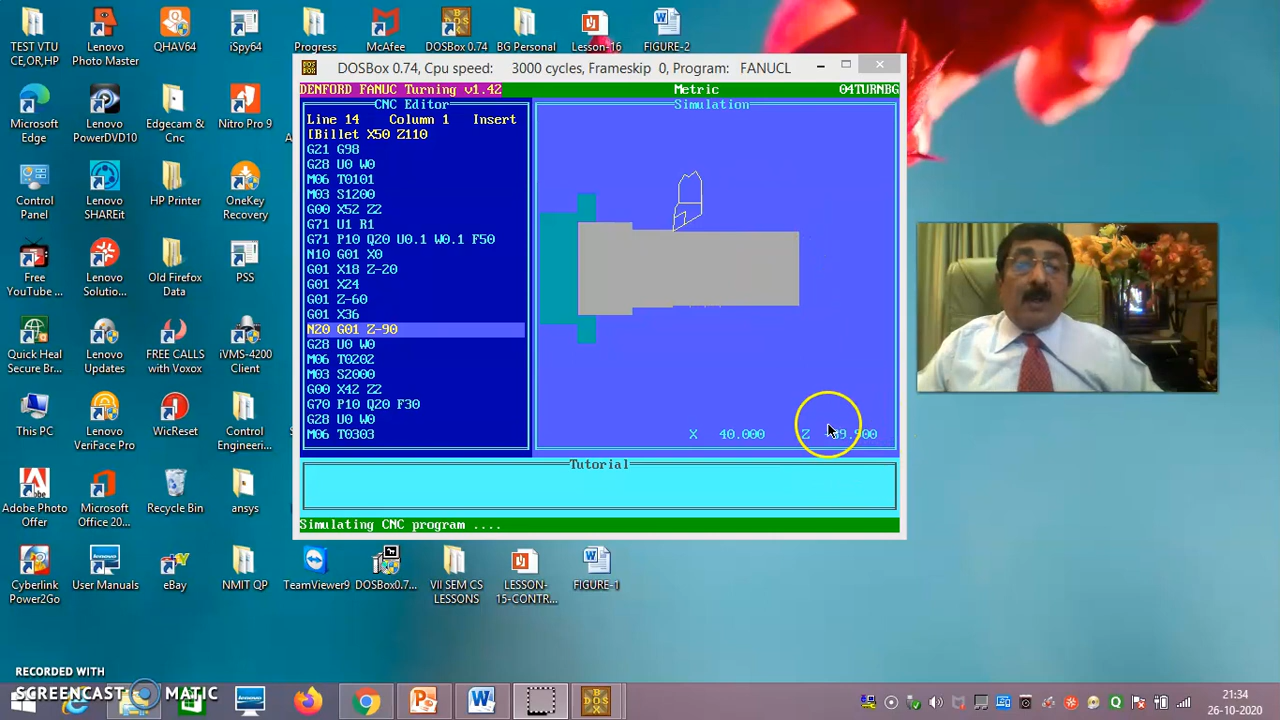 TEST VTU CE,OR,HP
Lenovo Photo Master
QHAV64
iSpy64
Progress
McAfee
DOSBox 0.74
BG Personal
Lesson-16
FIGURE-2
Microsoft Edge
Lenovo PowerDVD10
Edgecam & Cnc
Nitro Pro 9
Control Panel
Lenovo SHAREit
HP Printer
OneKey Recovery
Free YouTube ...
Lenovo Solution...
Old Firefox Data
PSS
Quick Heal Secure Br...
Lenovo Updates
FREE CALLS with Voxox
iVMS-4200 Client
This PC
Lenovo VeriFace Pro
WicReset
Control Engineeri...
Adobe Photo Offer
Microsoft Office 20...
Recycle Bin
ansys
Cyberlink Power2Go
User Manuals
eBay
NMIT QP
TeamViewer9
DOSBox0.7...
VII SEM CS LESSONS
LESSON-15-CONTR...
FIGURE-1
DOSBox 0.74, Cpu speed: 3000 cycles, Frameskip 0, Program: FANUCL
DENFORD FANUC Turning v1.42 Metric 04TURNBG
CNC Editor
Simulation
Line 14 Column 1 Insert
[Billet X50 Z110
G21 G98
G28 U0 W0
M06 T0101
M03 S1200
G00 X52 Z2
G71 U1 R1
G71 P10 Q20 U0.1 W0.1 F50
N10 G01 X0
G01 X18 Z-20
G01 X24
G01 Z-60
G01 X36
N20 G01 Z-90
G28 U0 W0
M06 T0202
M03 S2000
G00 X42 Z2
G70 P10 Q20 F30
G28 U0 W0
M06 T0303
X 40.000 Z
Tutorial
Simulating CNC program ....
RECORDED WITH
SCREENCAST MATIC
21:34
26-10-2020